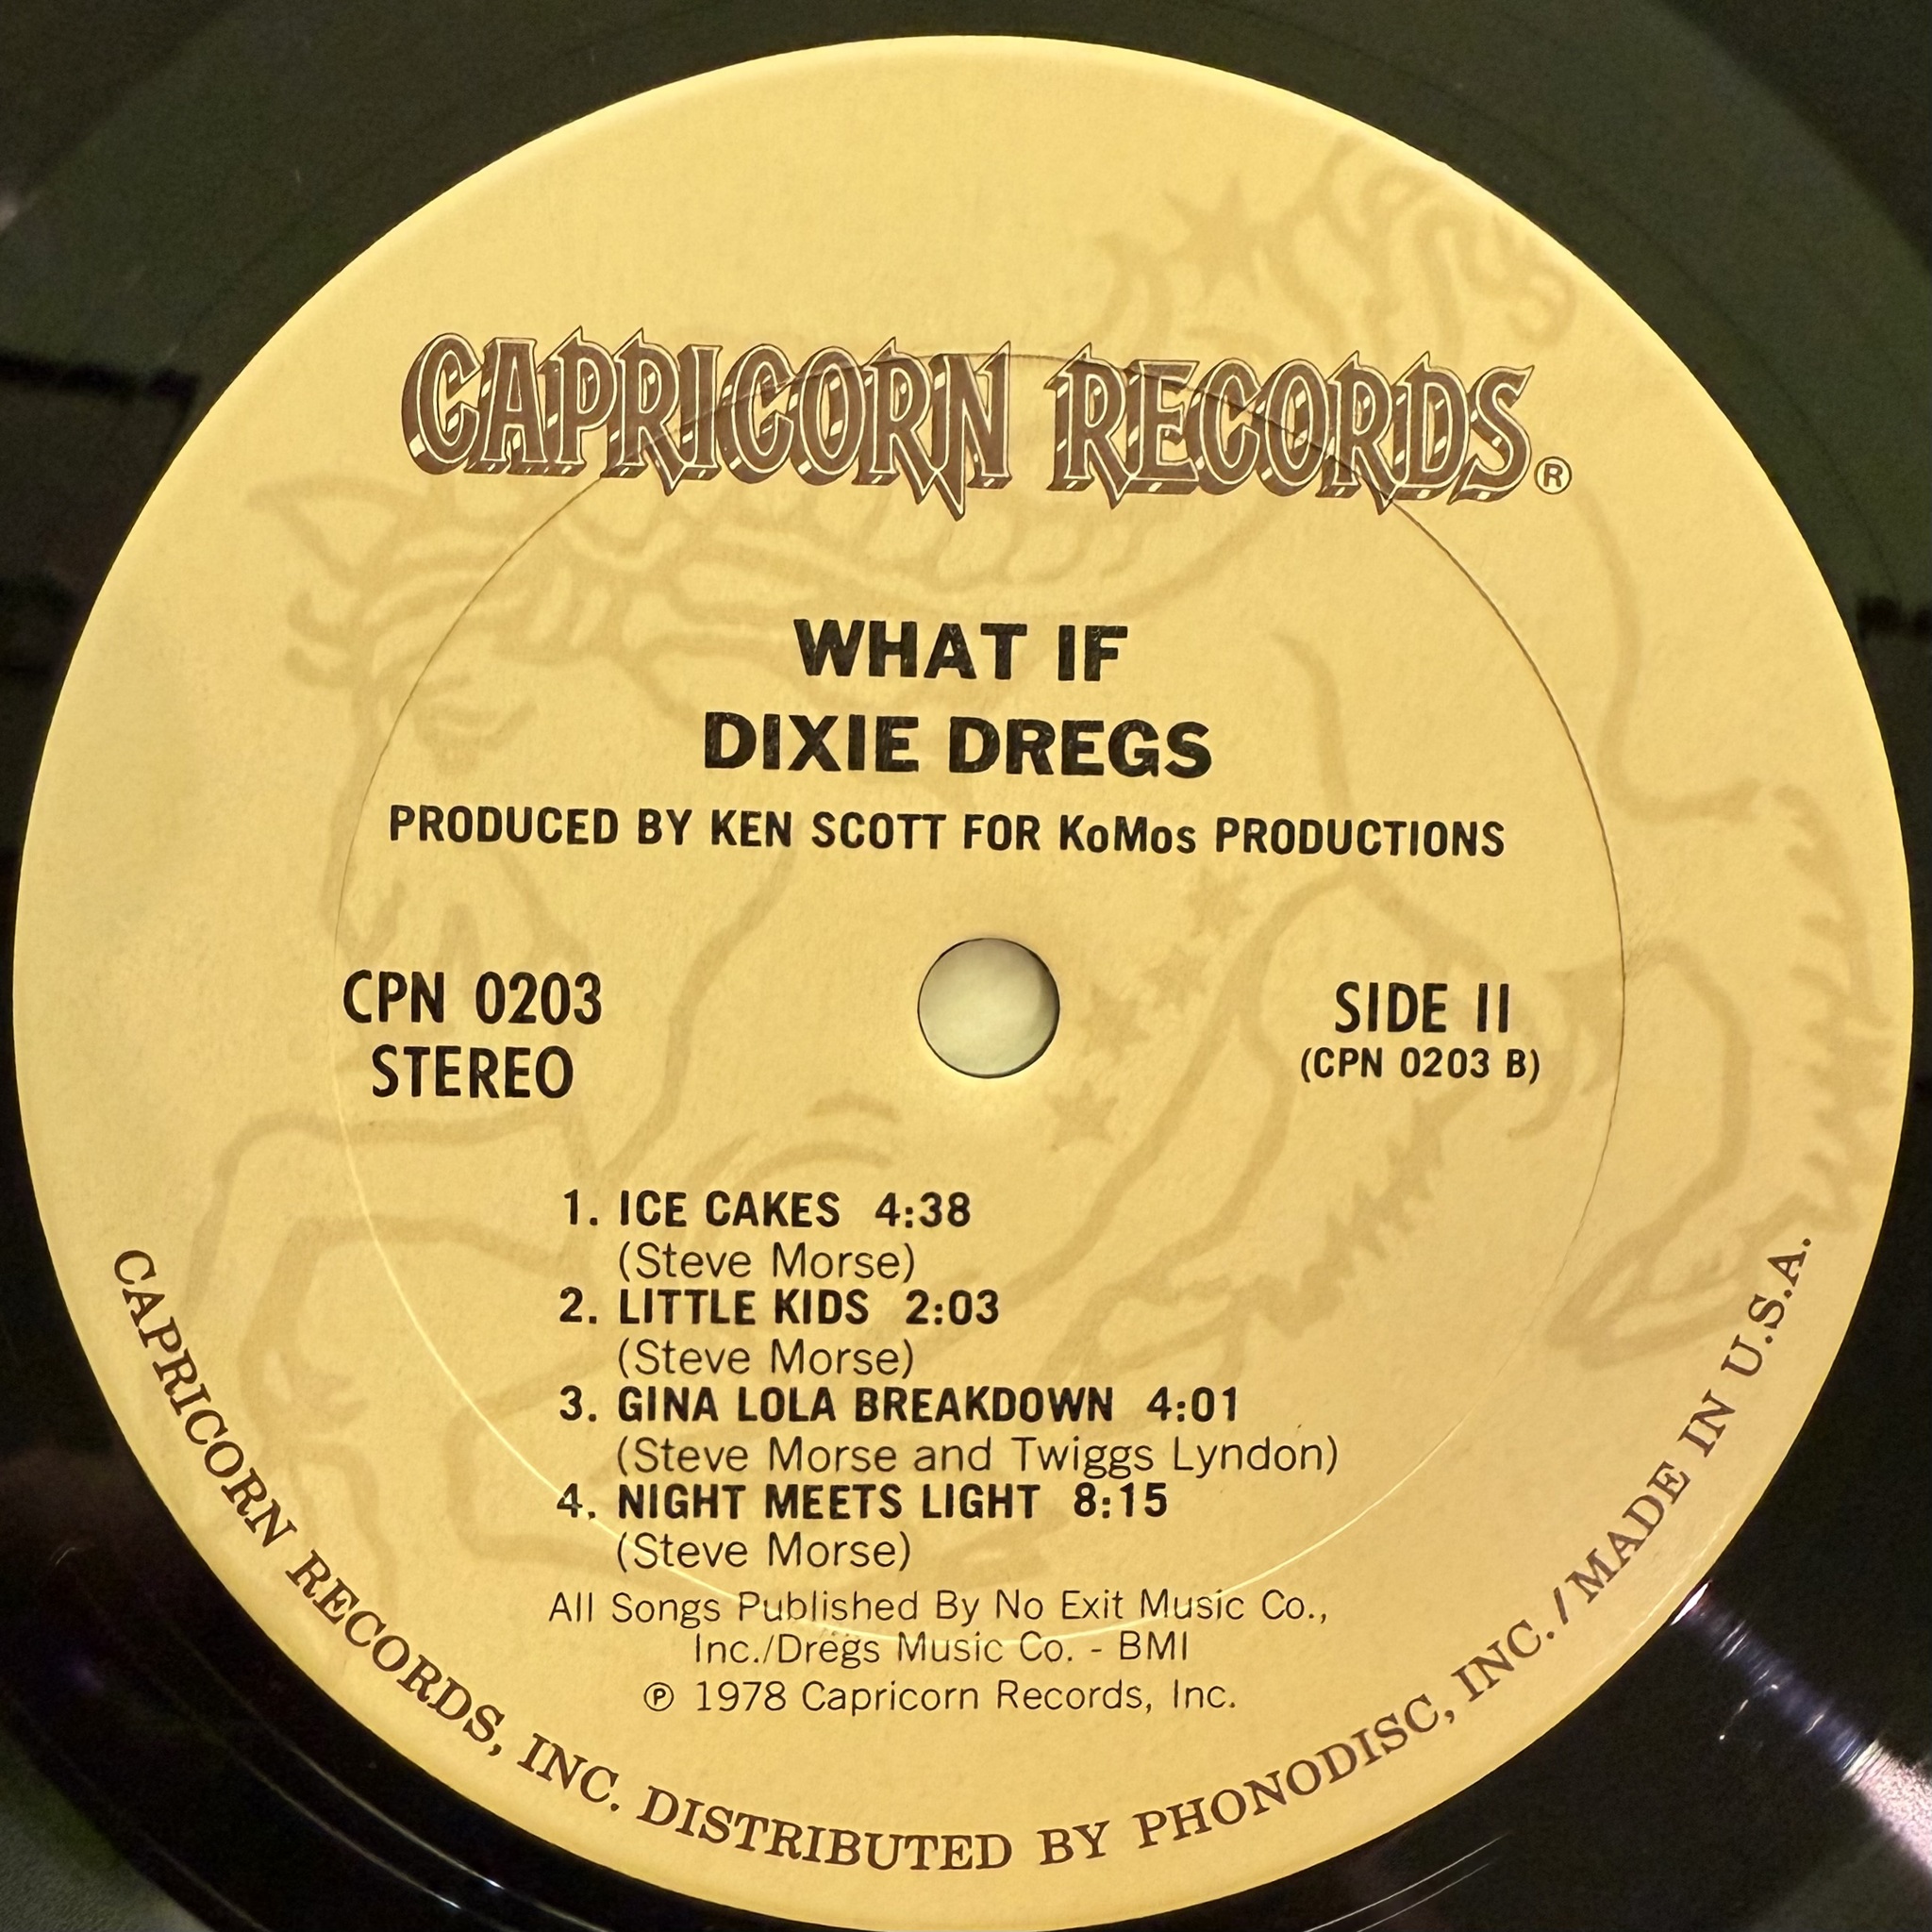 CAPRICORN RECORDS®
WHAT IF
DIXIE DREGS
PRODUCED BY KEN SCOTT FOR KoMos PRODUCTIONS
CPN 0203
STEREO
SIDE II
(CPN 0203 B)
1. ICE CAKES 4:38
(Steve Morse)
2. LITTLE KIDS 2:03
(Steve Morse)
3. GINA LOLA BREAKDOWN 4:01
(Steve Morse and Twiggs Lyndon)
4. NIGHT MEETS LIGHT 8:15
(Steve Morse)
All Songs Published By No Exit Music Co.,
Inc./Dregs Music Co. - BMI
℗ 1978 Capricorn Records, Inc.
CAPRICORN RECORDS, INC. DISTRIBUTED BY PHONODISC, INC. / MADE IN U.S.A.